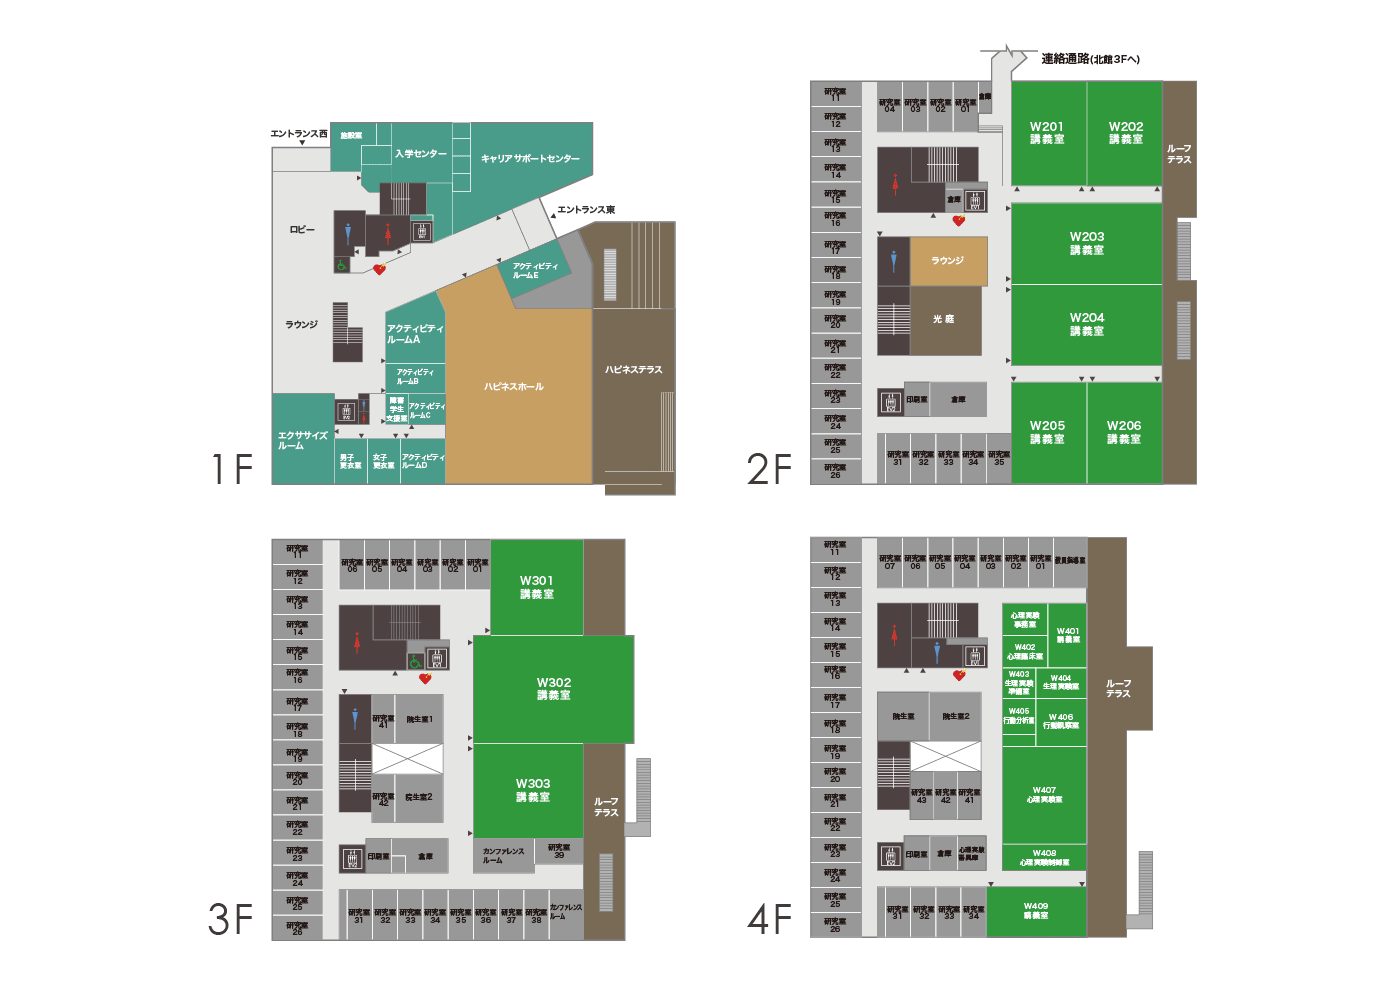 エントランス西
施設室
入学センター
キャリアサポートセンター
エントランス東
ロビー
アクティビティ
ルームE
ラウンジ
アクティビティ
ルームA
アクティビティ
ルームB
障害
学生
支援室
アクティビティ
ルームC
ハピネスホール
ハピネステラス
エクササイズ
ルーム
男子
更衣室
女子
更衣室
アクティビティ
ルームD
1F
連絡通路(北館3Fへ)
研究室
11
研究室
12
研究室
13
研究室
14
研究室
15
研究室
16
研究室
17
研究室
18
研究室
19
研究室
20
研究室
21
研究室
22
研究室
23
研究室
24
研究室
25
研究室
26
研究室
04
研究室
03
研究室
02
研究室
01
倉庫
W201
講義室
W202
講義室
ルーフ
テラス
倉庫
W203
講義室
ラウンジ
光庭
W204
講義室
印刷室
倉庫
W205
講義室
W206
講義室
研究室
31
研究室
32
研究室
33
研究室
34
研究室
35
2F
研究室
11
研究室
12
研究室
13
研究室
14
研究室
15
研究室
16
研究室
17
研究室
18
研究室
19
研究室
20
研究室
21
研究室
22
研究室
23
研究室
24
研究室
25
研究室
26
研究室
06
研究室
05
研究室
04
研究室
03
研究室
02
研究室
01
W301
講義室
W302
講義室
研究室
41
院生室1
研究室
42
院生室2
W303
講義室
ルーフ
テラス
印刷室
倉庫
カンファレンス
ルーム
研究室
39
研究室
31
研究室
32
研究室
33
研究室
34
研究室
35
研究室
36
研究室
37
研究室
38
カンファレンス
ルーム
3F
研究室
11
研究室
12
研究室
13
研究室
14
研究室
15
研究室
16
研究室
17
研究室
18
研究室
19
研究室
20
研究室
21
研究室
22
研究室
23
研究室
24
研究室
25
研究室
26
研究室
07
研究室
06
研究室
05
研究室
04
研究室
03
研究室
02
研究室
01
教員指導室
心理実験
準備室
W401
講義室
W402
心理臨床室
W403
生理実験
準備室
W404
生理実験室
W405
行動分析室
W406
行動観察室
ルーフ
テラス
院生室
院生室2
研究室
43
研究室
42
研究室
41
W407
心理実験室
印刷室
倉庫
心理実験
器具庫
W408
心理実験制御室
研究室
31
研究室
32
研究室
33
研究室
34
W409
講義室
4F